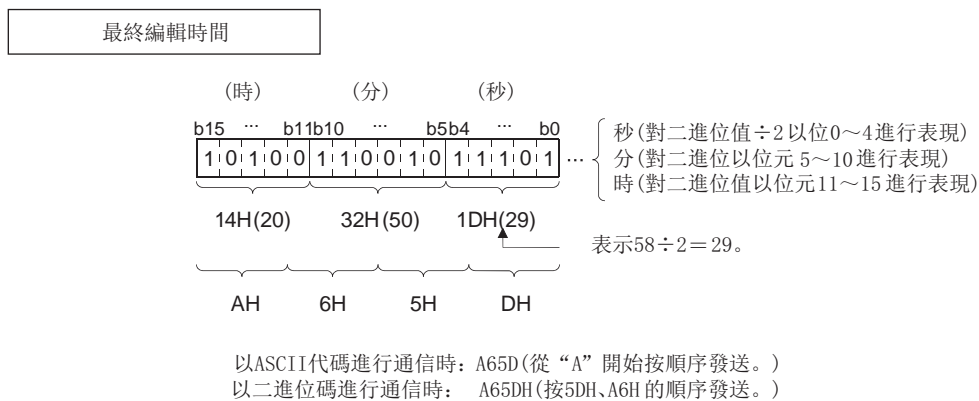 最終編輯時間
(時) (分) (秒)
b15 … b11b10 … b5b4 … b0
1 0 1 0 0 1 1 0 0 1 0 1 1 1 0 1 …
秒(對二進位值÷2以位0～4進行表現)
分(對二進位以位元 5～10進行表現)
時(對二進位值以位元11～15進行表現)
14H(20) 32H(50) 1DH(29)
表示58÷2＝29。
AH 6H 5H DH
以ASCII代碼進行通信時： A65D(從“A”開始按順序發送。)
以二進位碼進行通信時： A65DH(按5DH、A6H的順序發送。)